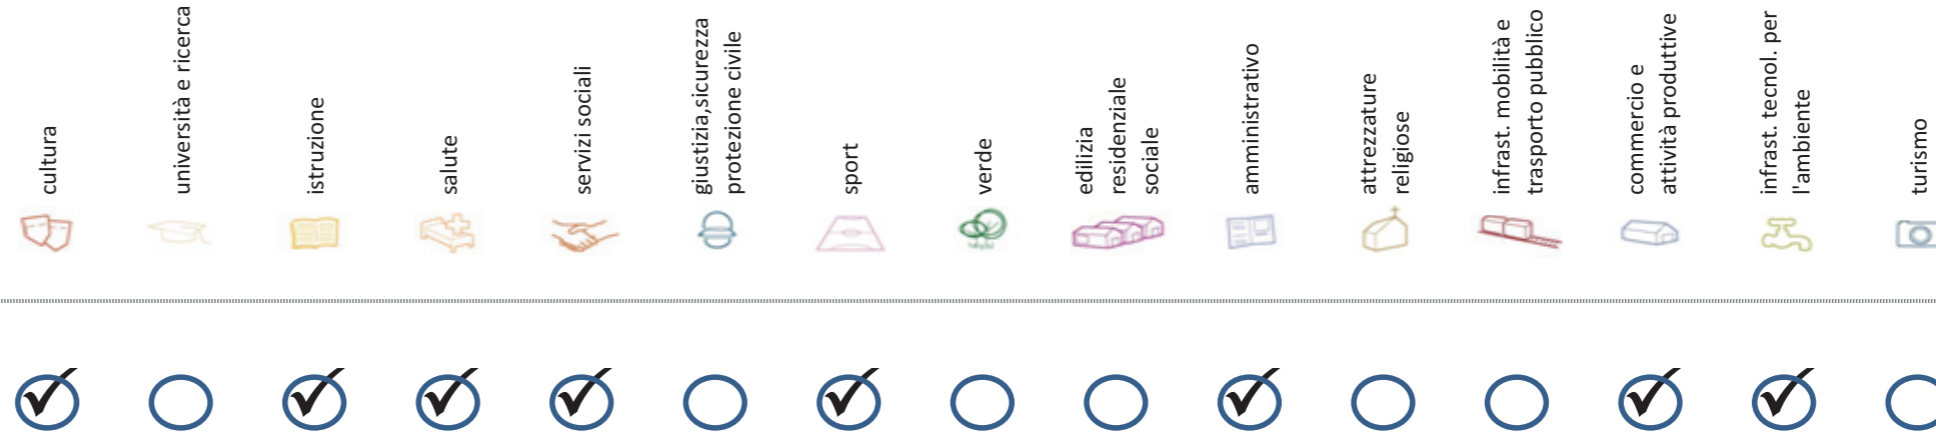 cultura
università e ricerca
istruzione
salute
servizi sociali
giustizia,sicurezza
protezione civile
sport
verde
edilizia
residenziale
sociale
amministrativo
attrezzature
religiose
infrast. mobilità e
trasporto pubblico
commercio e
attività produttive
infrast. tecnol. per
l'ambiente
turismo